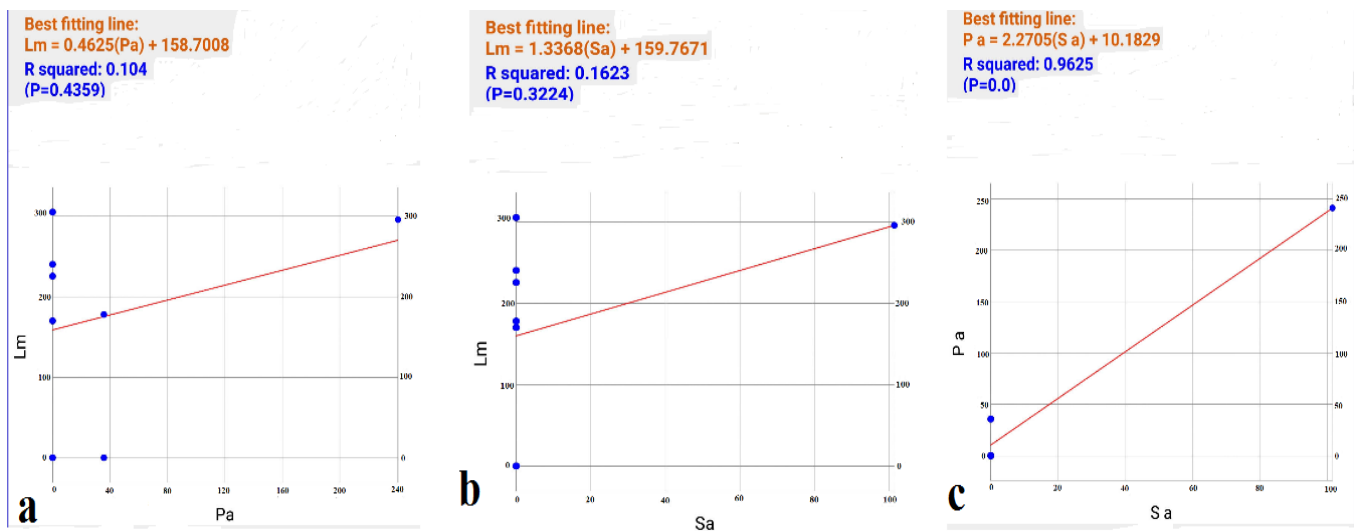 Best fitting line:
Lm = 0.4625(Pa) + 158.7008
R squared: 0.104
(P=0.4359)
300
300
200
200
100
100
0
0
Lm
0 40 80 120 160 200 240
Pa
a
Best fitting line:
Lm = 1.3368(Sa) + 159.7671
R squared: 0.1623
(P=0.3224)
300
300
200
200
100
100
0
0
Lm
0 20 40 60 80 100
Sa
b
Best fitting line:
P a = 2.2705(S a) + 10.1829
R squared: 0.9625
(P=0.0)
250
250
200
200
150
150
100
100
50
50
0
0
P a
0 20 40 60 80 100
S a
c